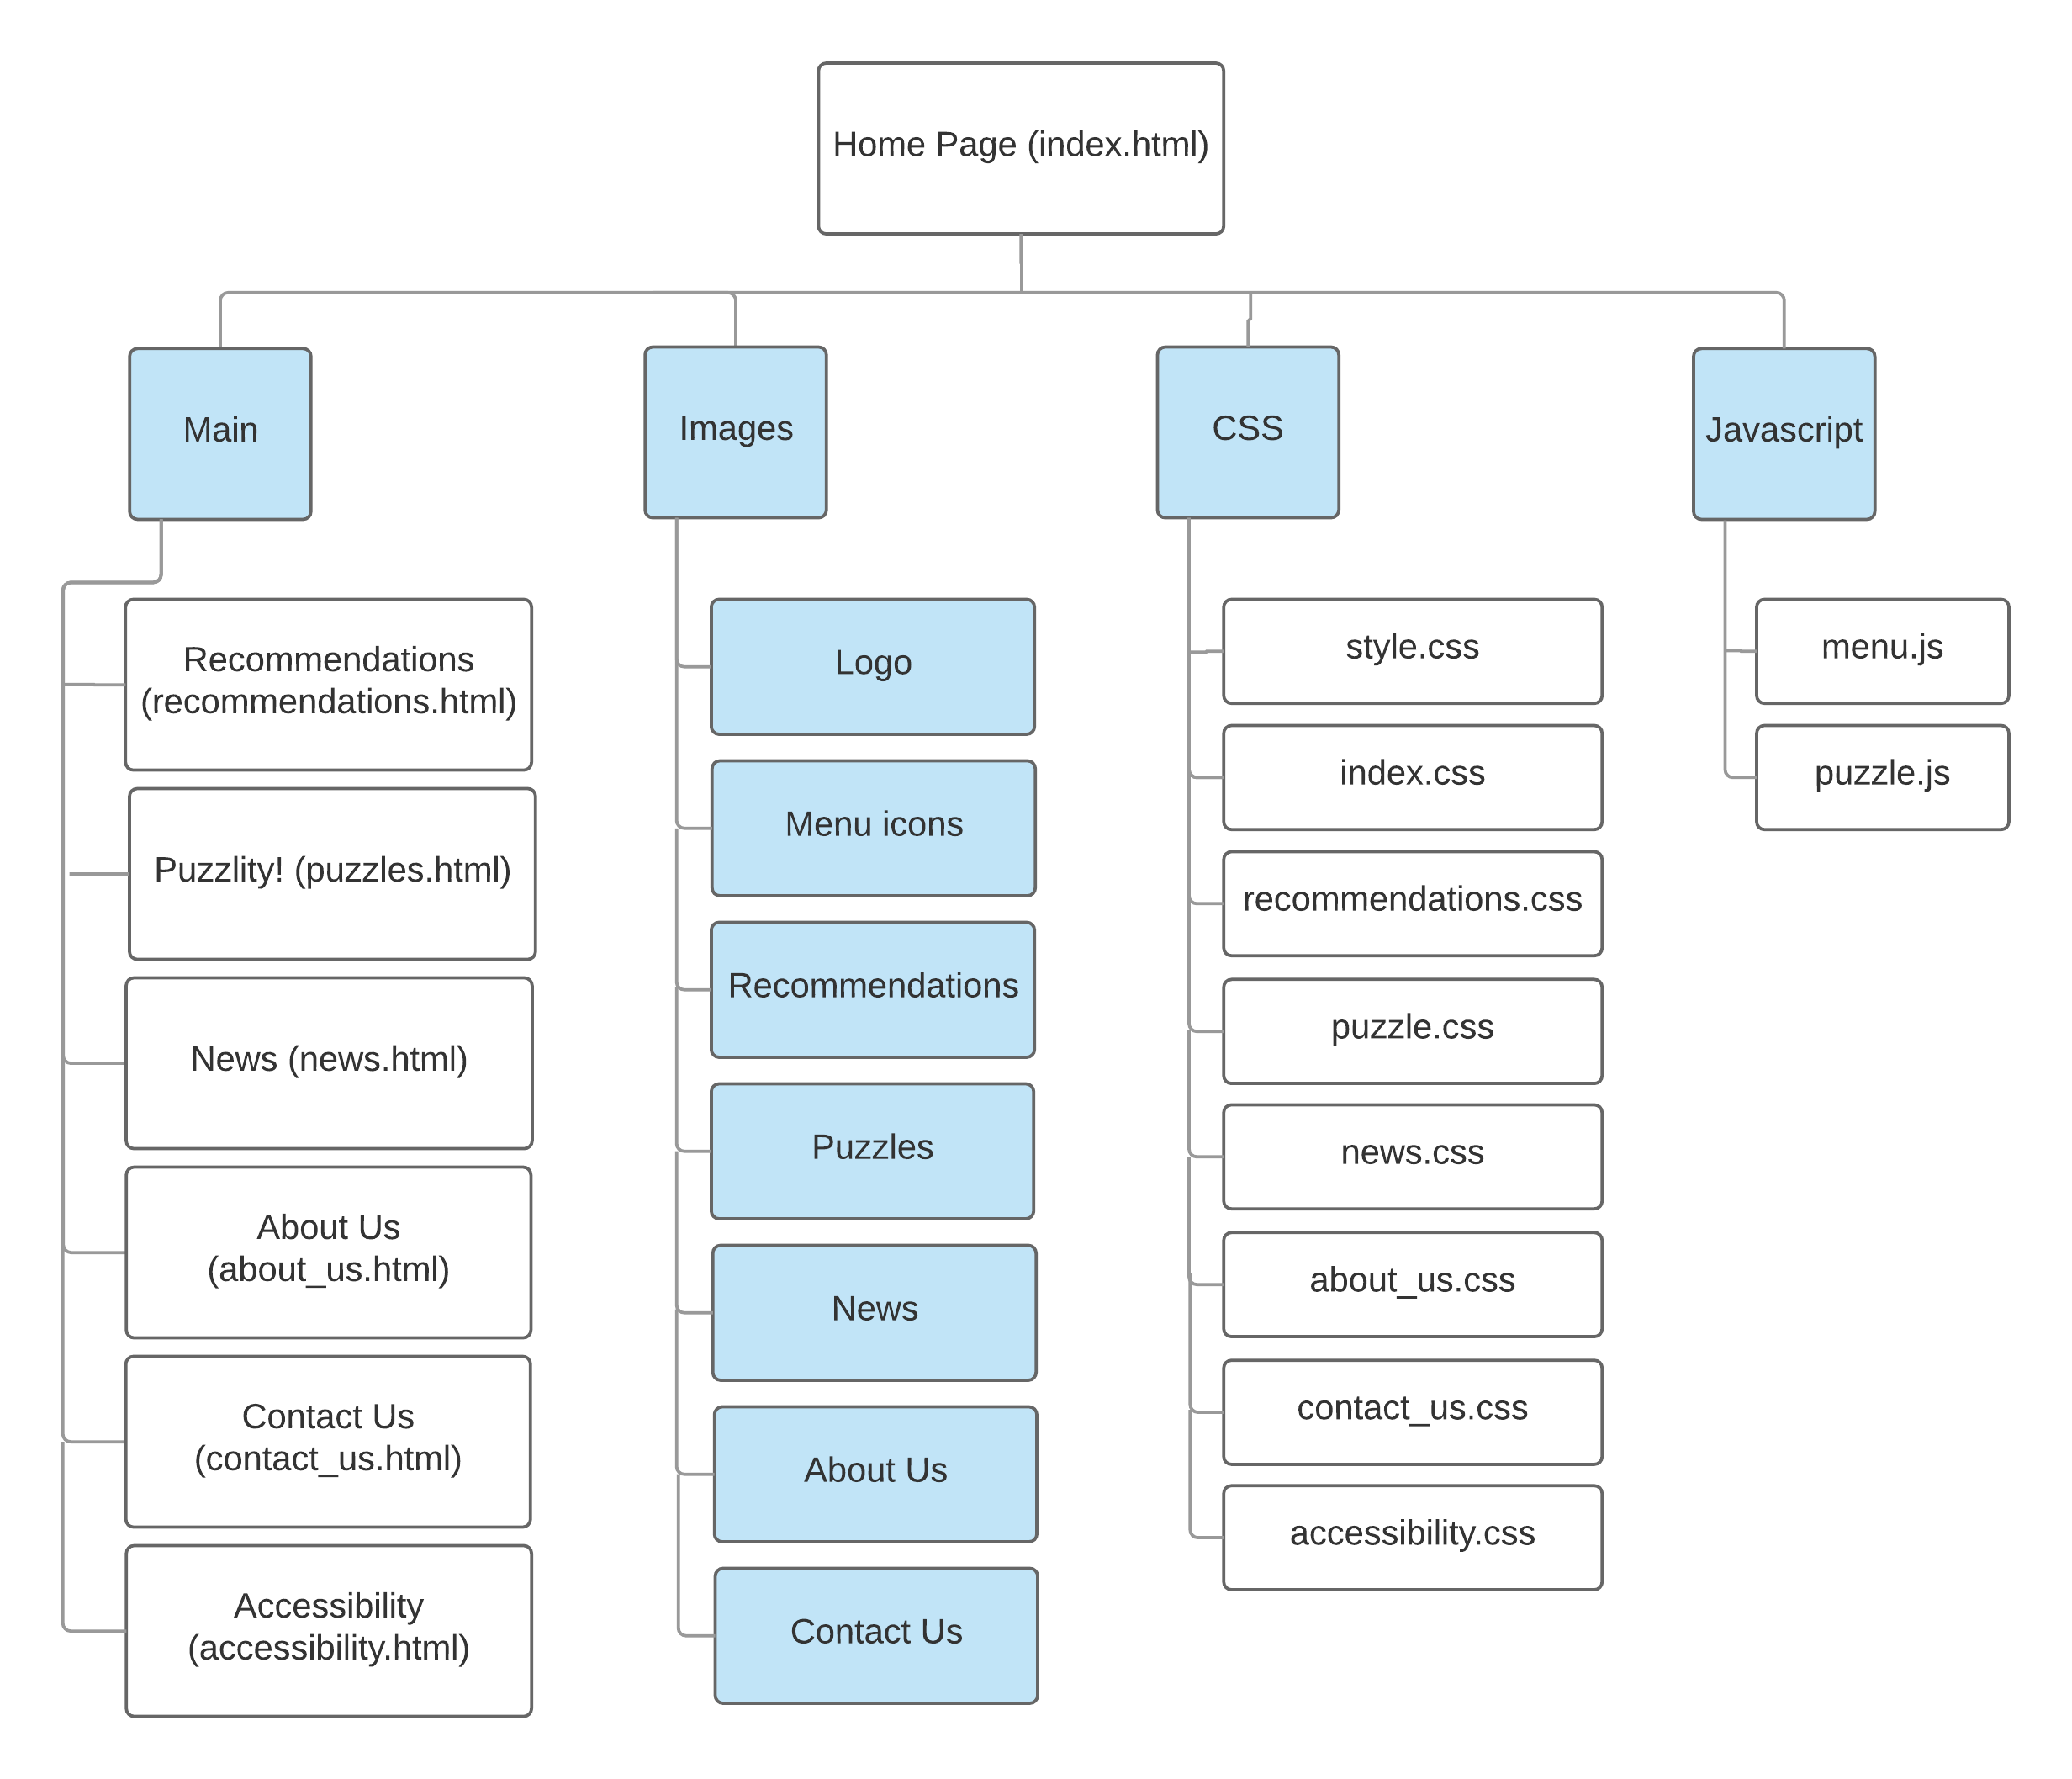 Home Page (index.html)
Main
Images
CSS
Javascript
Recommendations
(recommendations.html)
Puzzlity! (puzzles.html)
News (news.html)
About Us
(about_us.html)
Contact Us
(contact_us.html)
Accessibility
(accessibility.html)
Logo
Menu icons
Recommendations
Puzzles
News
About Us
Contact Us
style.css
index.css
recommendations.css
puzzle.css
news.css
about_us.css
contact_us.css
accessibility.css
menu.js
puzzle.js